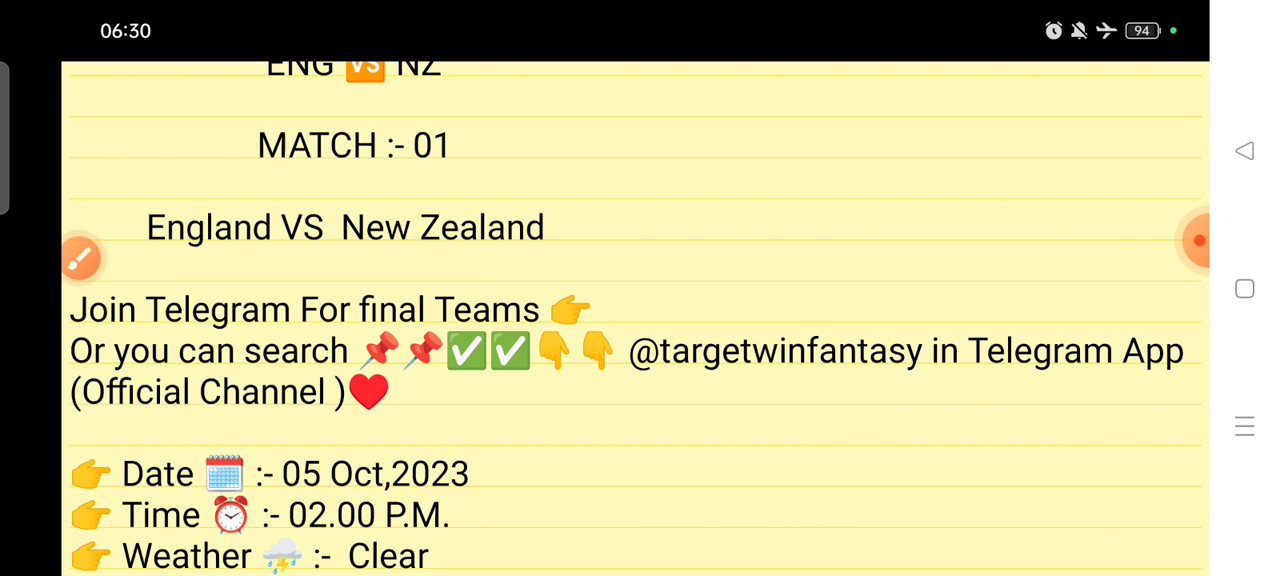 06:30
94
ENG 🆚 NZ
MATCH :- 01
England VS  New Zealand
Join Telegram For final Teams 👉
Or you can search 📌📌✅✅👇👇 @targetwinfantasy in Telegram App
(Official Channel )❤️
👉 Date 🗓️ :- 05 Oct,2023
👉 Time ⏰ :- 02.00 P.M.
👉 Weather ⛈️ :-  Clear